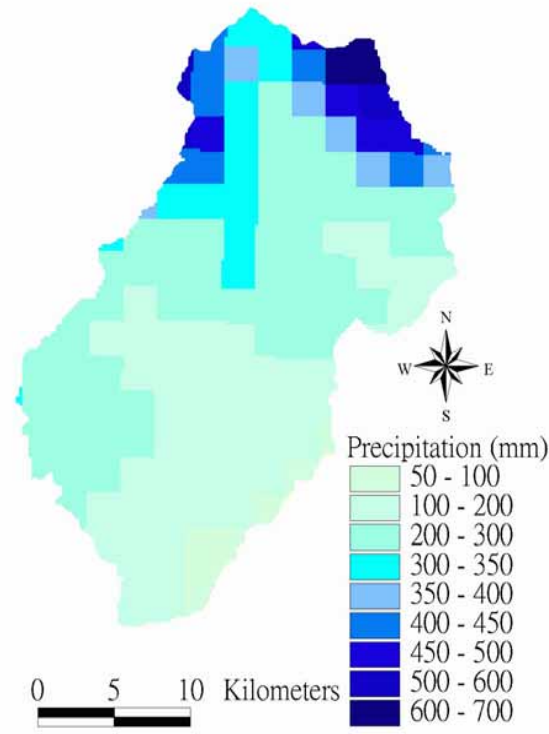 N
W E
S
Precipitation (mm)
50 - 100
100 - 200
200 - 300
300 - 350
350 - 400
400 - 450
450 - 500
500 - 600
600 - 700
0 5 10 Kilometers